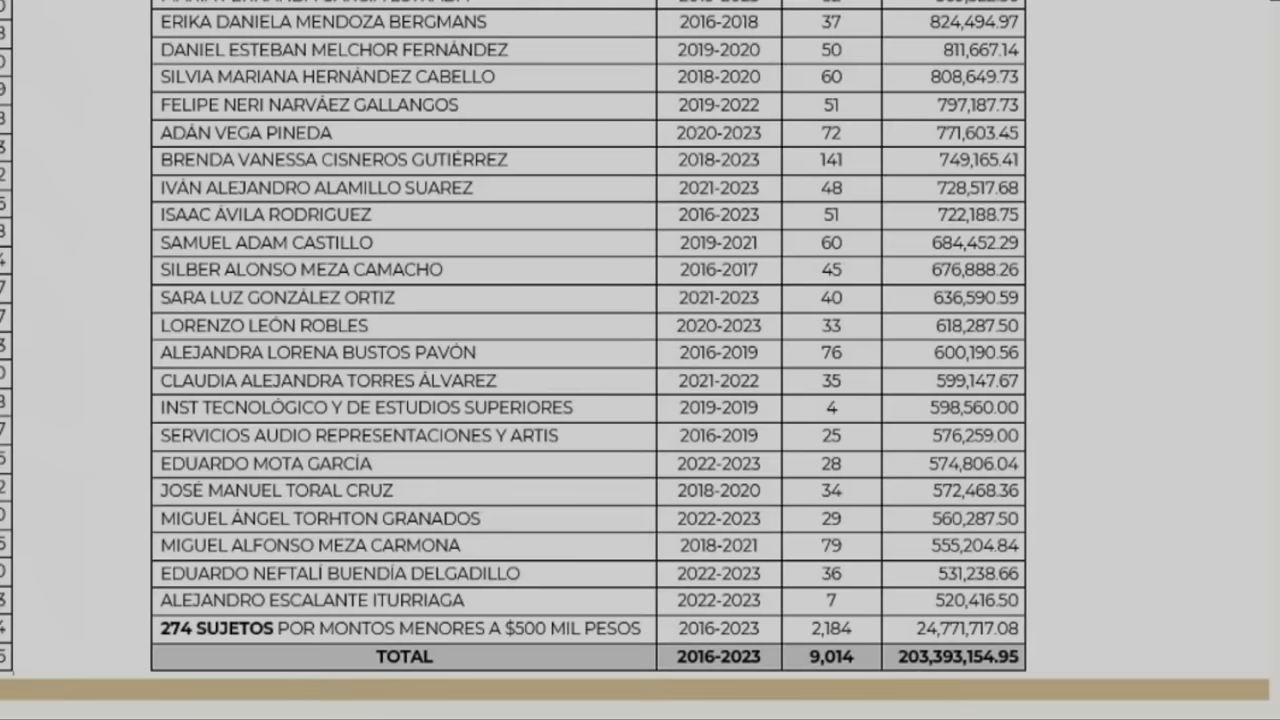 ERIKA DANIELA MENDOZA BERGMANS 2016-2018 37 824,494.97
DANIEL ESTEBAN MELCHOR FERNÁNDEZ 2019-2020 50 811,667.14
SILVIA MARIANA HERNÁNDEZ CABELLO 2018-2020 60 808,649.73
FELIPE NERI NARVÁEZ GALLANGOS 2019-2022 51 797,187.73
ADÁN VEGA PINEDA 2020-2023 72 771,603.45
BRENDA VANESSA CISNEROS GUTIÉRREZ 2018-2023 141 749,165.41
IVÁN ALEJANDRO ALAMILLO SUAREZ 2021-2023 48 728,517.68
ISAAC ÁVILA RODRIGUEZ 2016-2023 51 722,188.75
SAMUEL ADAM CASTILLO 2019-2021 60 684,452.29
SILBER ALONSO MEZA CAMACHO 2016-2017 45 676,888.26
SARA LUZ GONZÁLEZ ORTIZ 2021-2023 40 636,590.59
LORENZO LEÓN ROBLES 2020-2023 33 618,287.50
ALEJANDRA LORENA BUSTOS PAVÓN 2016-2019 76 600,190.56
CLAUDIA ALEJANDRA TORRES ÁLVAREZ 2021-2022 35 599,147.67
INST TECNOLÓGICO Y DE ESTUDIOS SUPERIORES 2019-2019 4 598,560.00
SERVICIOS AUDIO REPRESENTACIONES Y ARTIS 2016-2019 25 576,259.00
EDUARDO MOTA GARCÍA 2022-2023 28 574,806.04
JOSÉ MANUEL TORAL CRUZ 2018-2020 34 572,468.36
MIGUEL ÁNGEL TORHTON GRANADOS 2022-2023 29 560,287.50
MIGUEL ALFONSO MEZA CARMONA 2018-2021 79 555,204.84
EDUARDO NEFTALÍ BUENDÍA DELGADILLO 2022-2023 36 531,238.66
ALEJANDRO ESCALANTE ITURRIAGA 2022-2023 7 520,416.50
274 SUJETOS POR MONTOS MENORES A $500 MIL PESOS 2016-2023 2,184 24,771,717.08
TOTAL 2016-2023 9,014 203,393,154.95